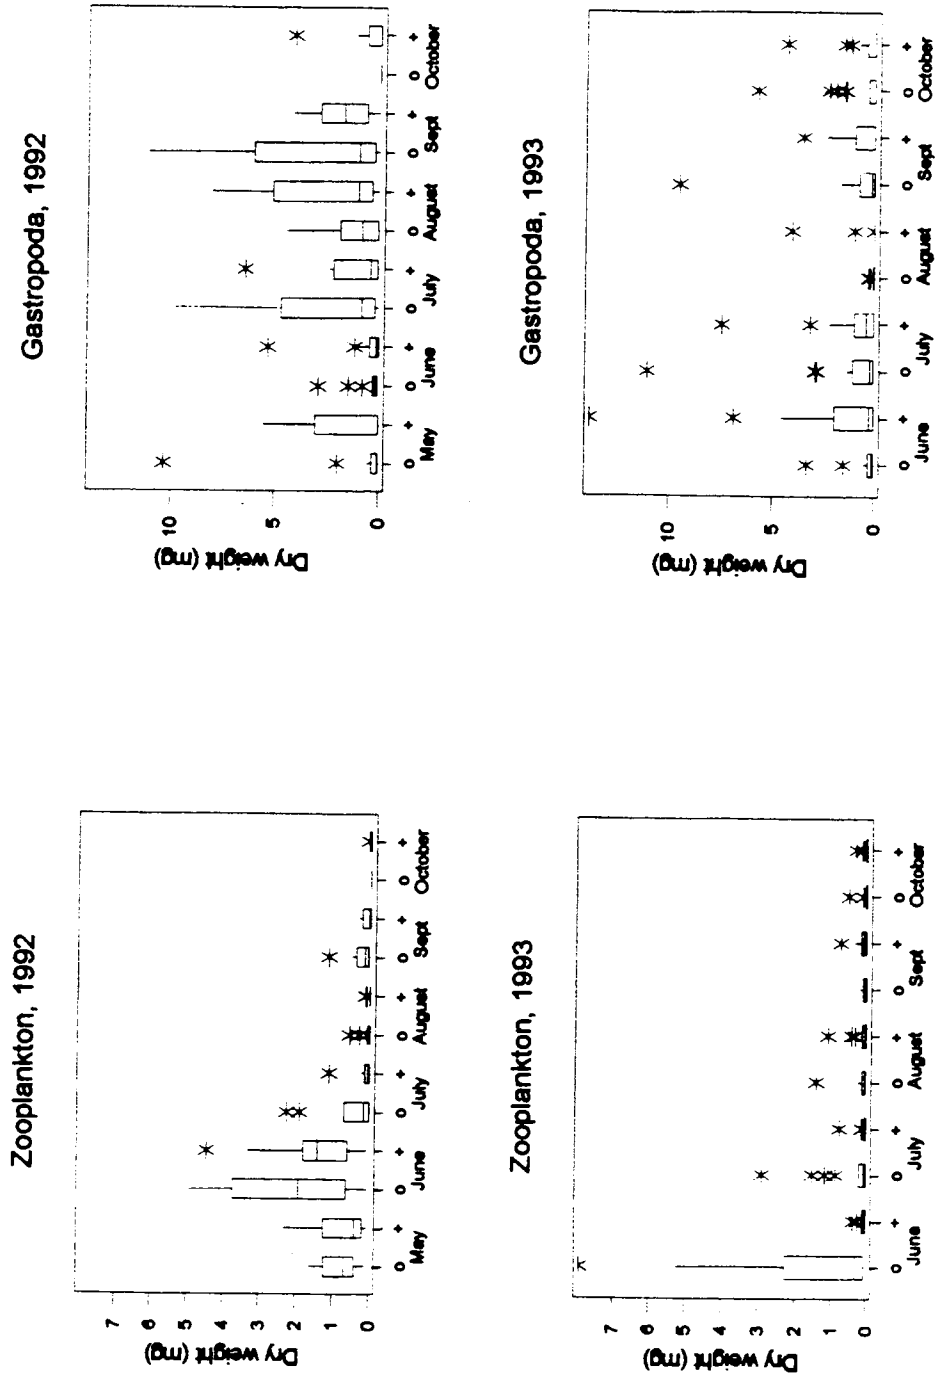 Zooplankton, 1992
Dry weight (mg)
7
6
5
4
3
2
1
0
o + o + o + o + o + o +
May June July August Sept October
Gastropoda, 1992
Dry weight (mg)
10
5
0
o + o + o + o + o + o +
May June July August Sept October
Zooplankton, 1993
Dry weight (mg)
7
6
5
4
3
2
1
0
o + o + o + o + o +
June July August Sept October
Gastropoda, 1993
Dry weight (mg)
10
5
0
o + o + o + o + o +
June July August Sept October